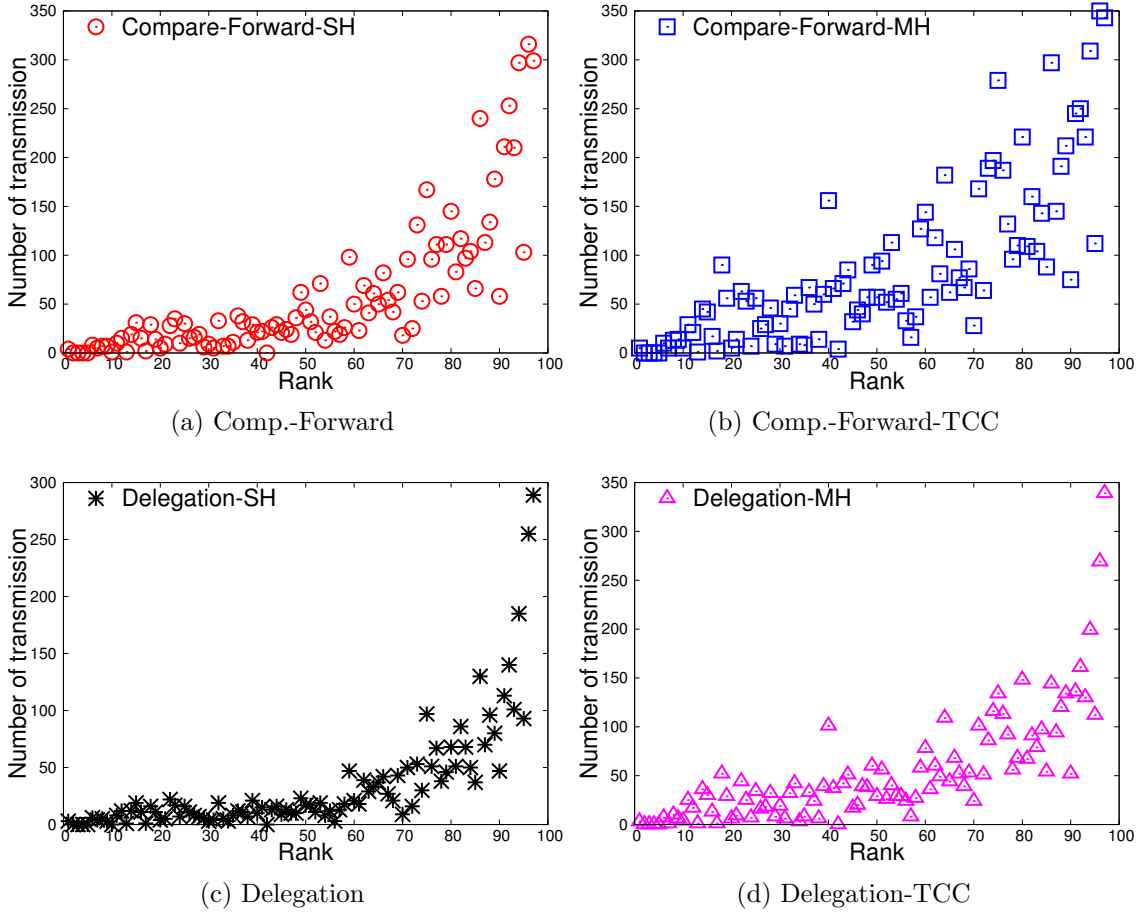 Compare-Forward-SH
Number of transmission
350
300
250
200
150
100
50
0
0 10 20 30 40 50 60 70 80 90 100
Rank
(a) Comp.-Forward
Compare-Forward-MH
Number of transmission
350
300
250
200
150
100
50
0
0 10 20 30 40 50 60 70 80 90 100
Rank
(b) Comp.-Forward-TCC
Delegation-SH
Number of transmission
300
250
200
150
100
50
0
0 10 20 30 40 50 60 70 80 90 100
Rank
(c) Delegation
Delegation-MH
Number of transmission
350
300
250
200
150
100
50
0
0 10 20 30 40 50 60 70 80 90 100
Rank
(d) Delegation-TCC